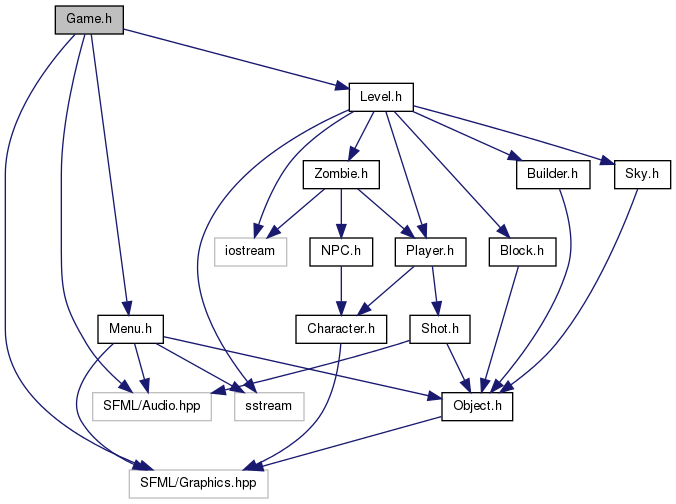 Game.h
Level.h
Zombie.h
Builder.h
Sky.h
iostream
NPC.h
Player.h
Block.h
Menu.h
Character.h
Shot.h
SFML/Audio.hpp
sstream
Object.h
SFML/Graphics.hpp